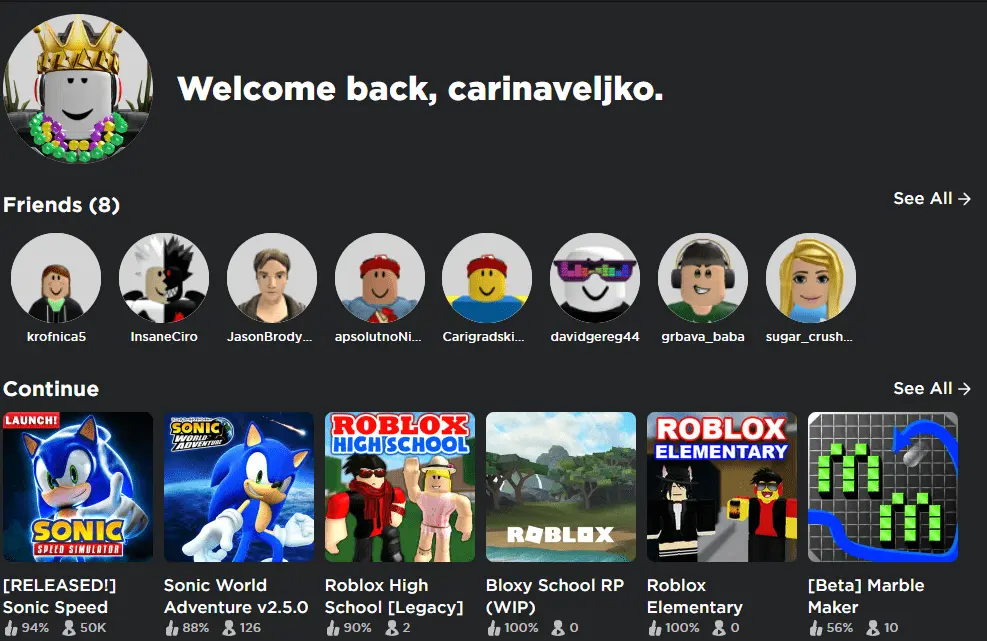 Welcome back, carinaveljko.
Friends (8)
See All →
krofnica5
InsaneCiro
JasonBrody...
apsolutnoNi...
Carigradski...
davidgereg44
grbava_baba
sugar_crush...
Continue
See All →
LAUNCH!
SONIC
SPEED SIMULATOR
SONIC
WORLD
ADVENTURE
ROBLOX
HIGH SCHOOL
ROBLOX
ROBLOX
ELEMENTARY
[RELEASED!]
Sonic Speed
94% 50K
Sonic World
Adventure v2.5.0
88% 126
Roblox High
School [Legacy]
90% 2
Bloxy School RP
(WIP)
100% 0
Roblox
Elementary
100% 0
[Beta] Marble
Maker
56% 10